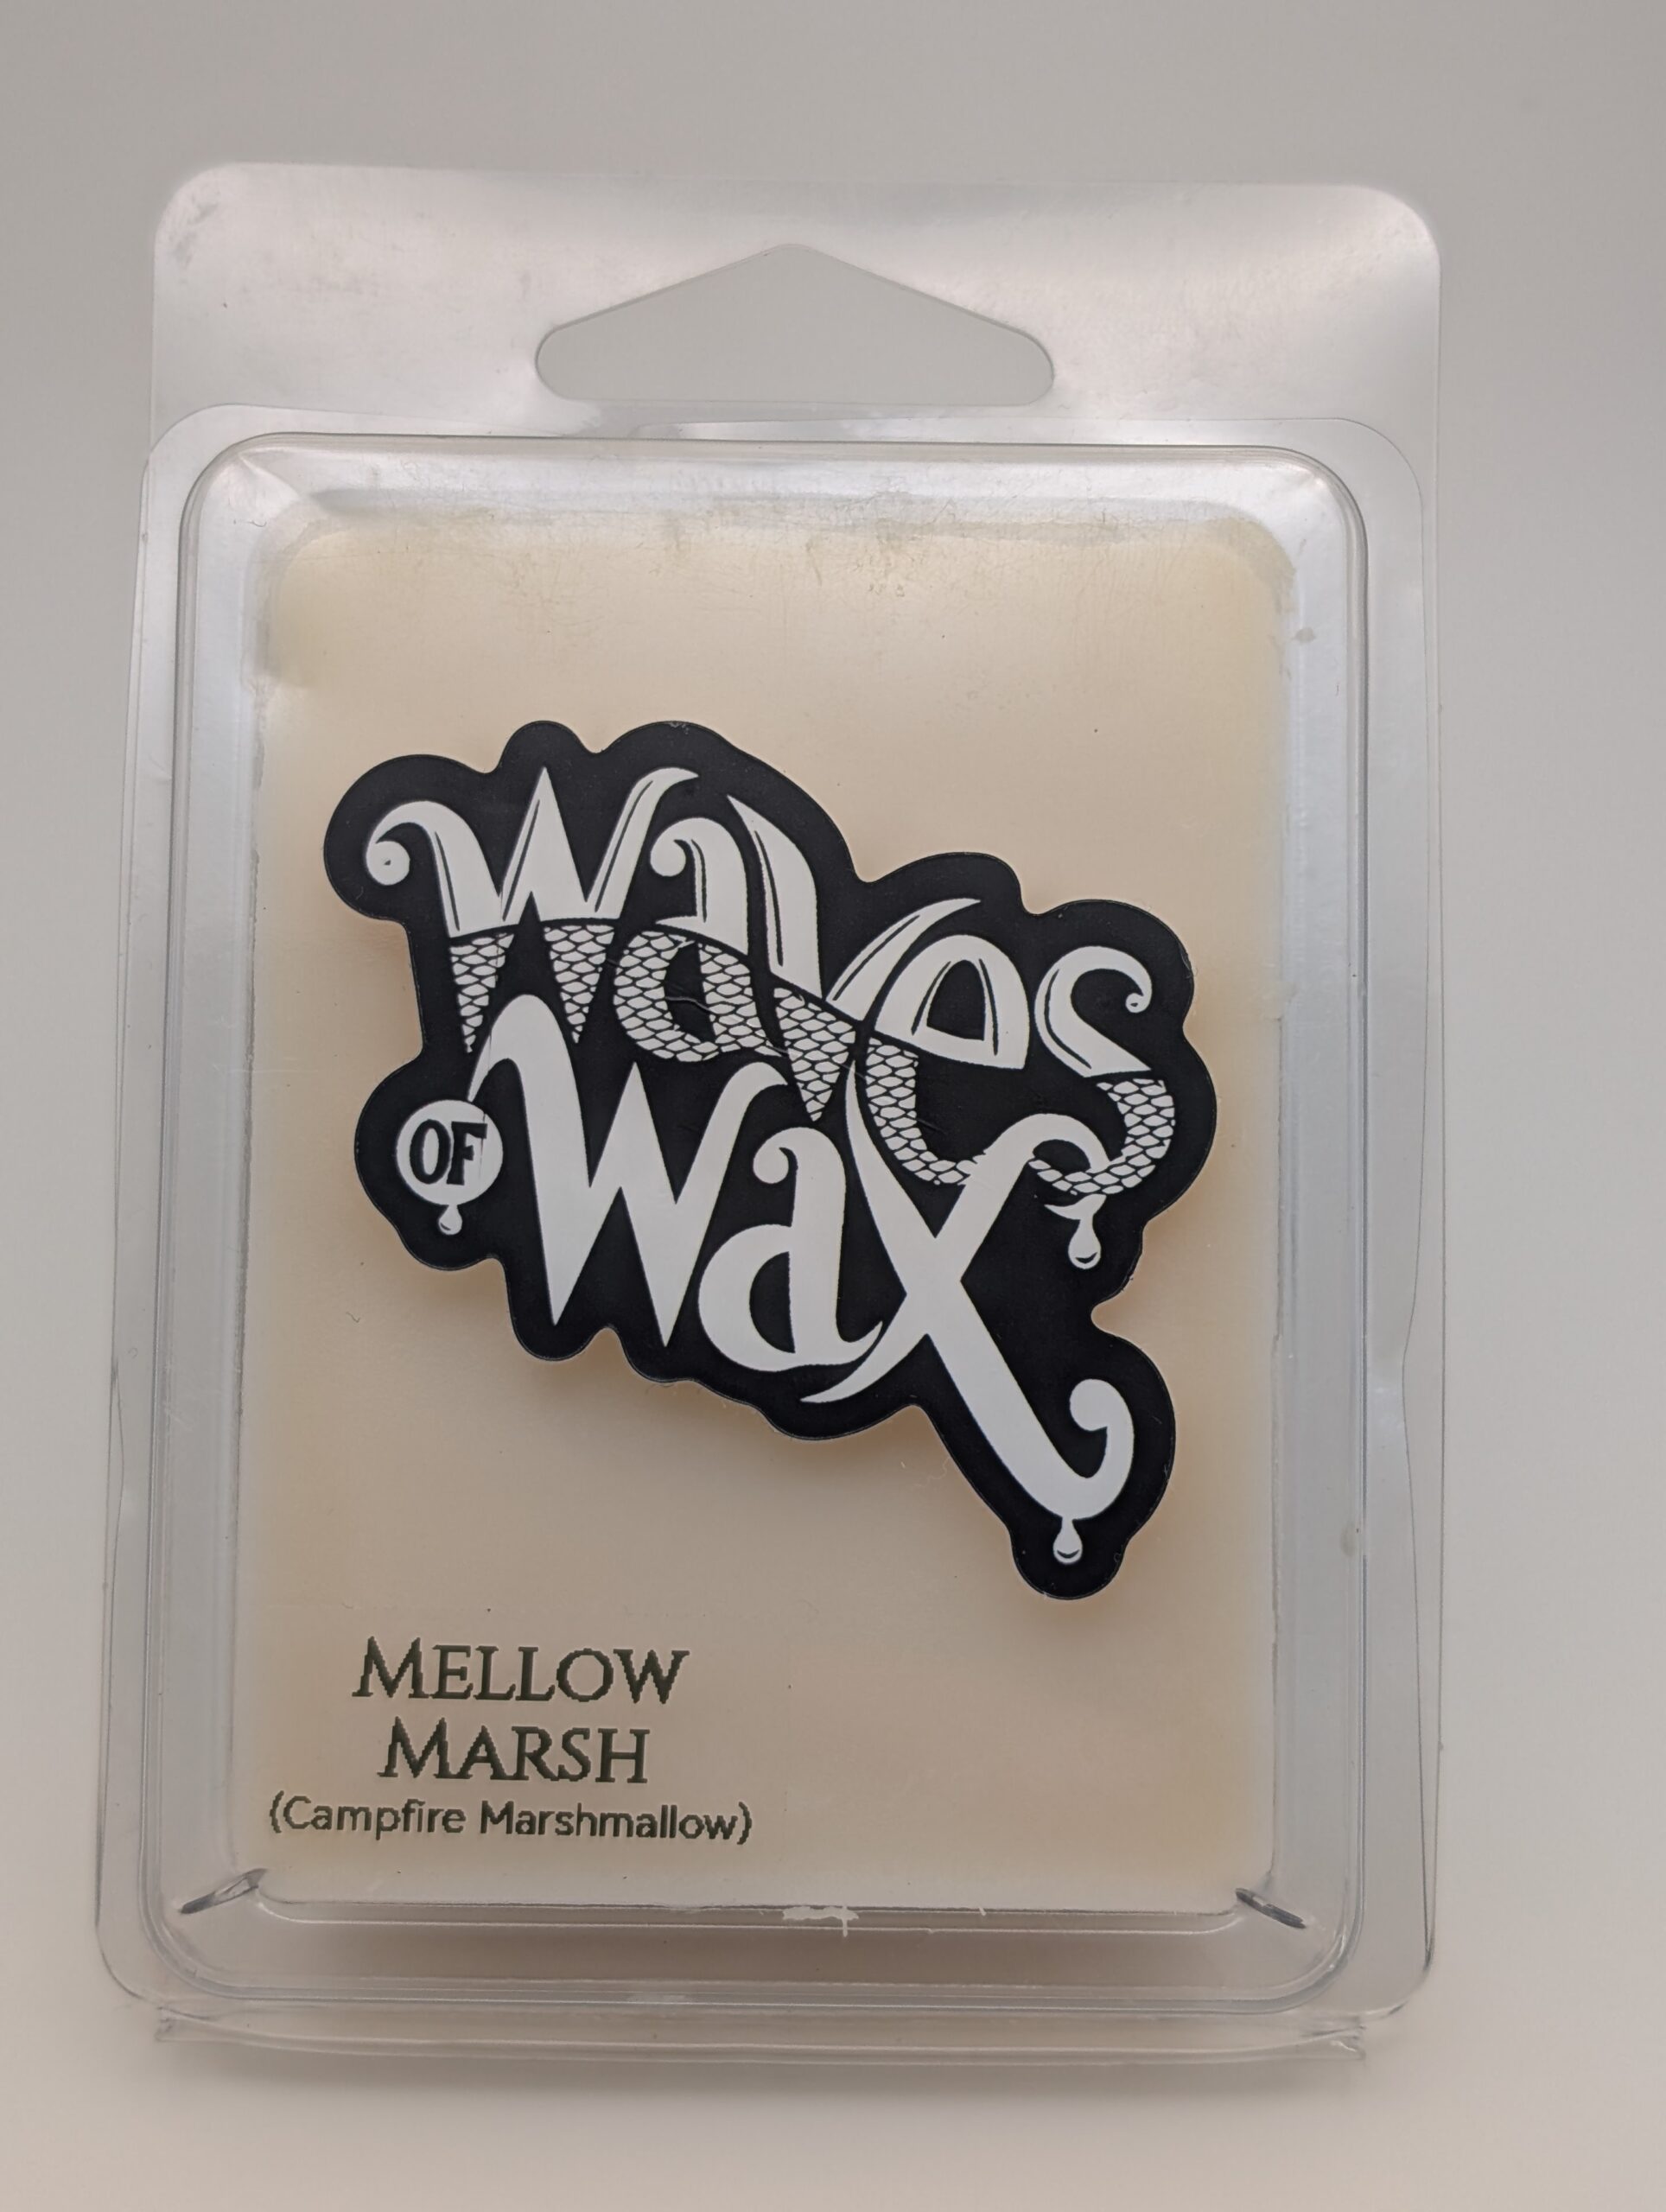 Waves
OF
Wax
MELLOW
MARSH
(Campfire Marshmallow)